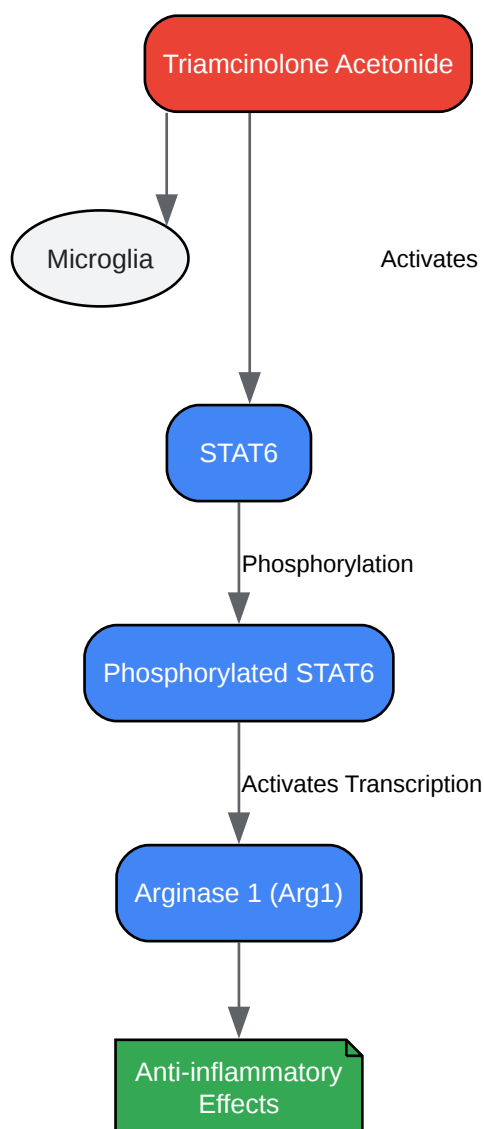 Triamcinolone Acetonide
Microglia
Activates
STAT6
Phosphorylation
Phosphorylated STAT6
Activates Transcription
Arginase 1 (Arg1)
Anti-inflammatory
Effects